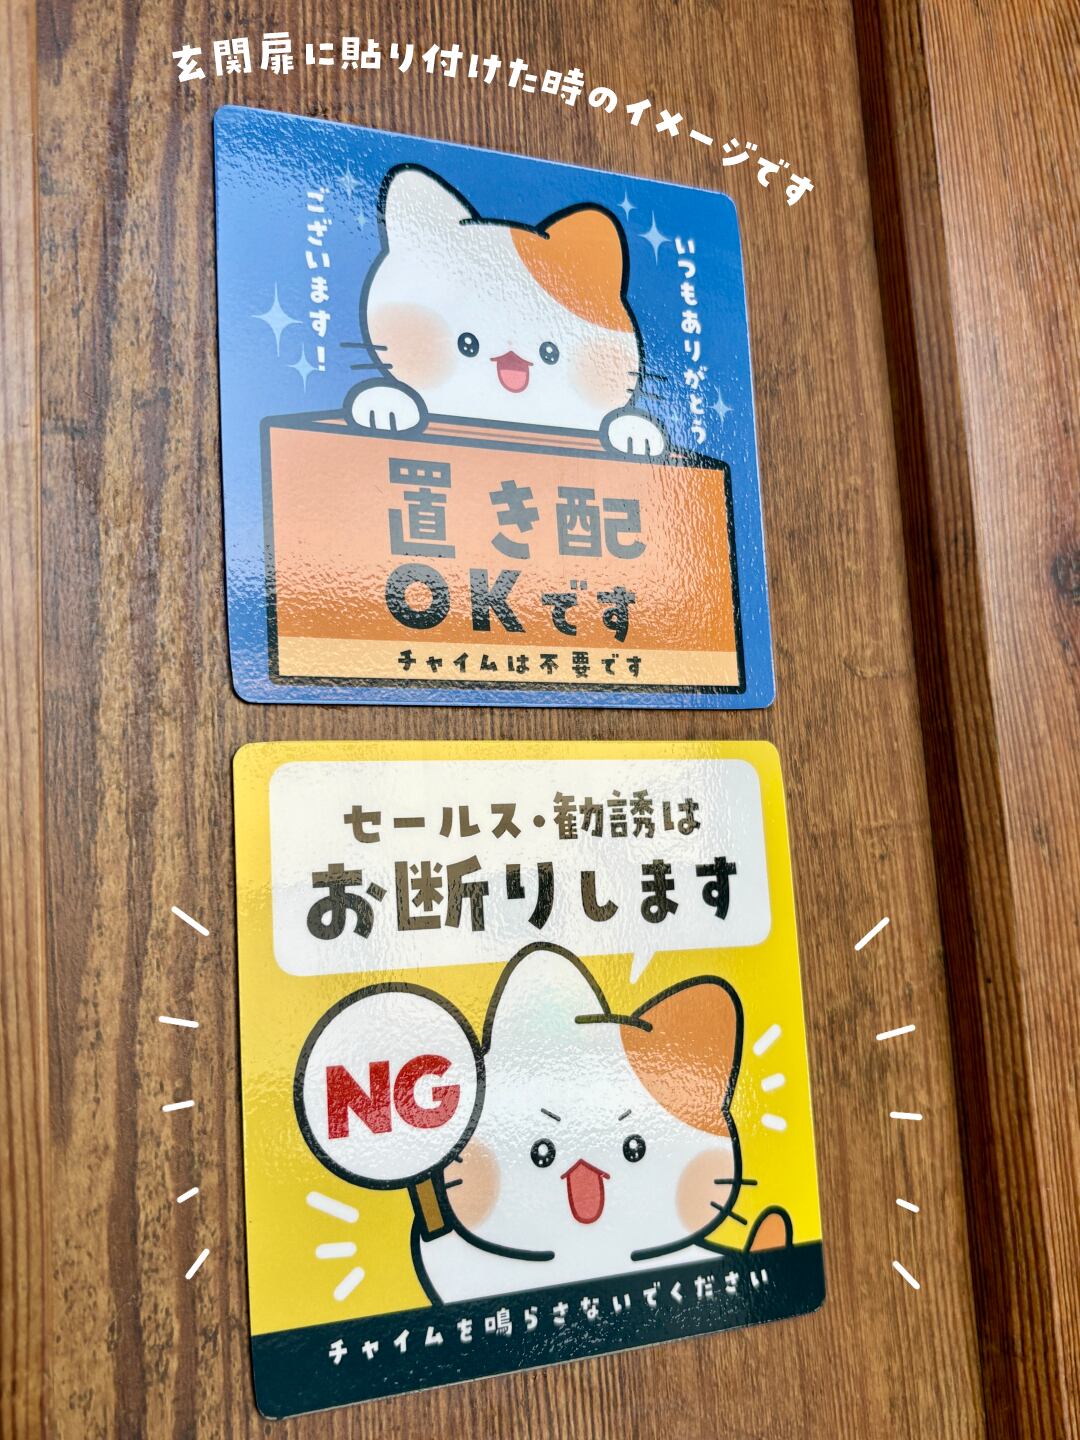 玄関扉に貼り付けた時のイメージです
いつもありがとう
ございます!
置き配
OKです
チャイムは不要です
セールス・勧誘は
お断りします
NG
チャイムを鳴らさないでください